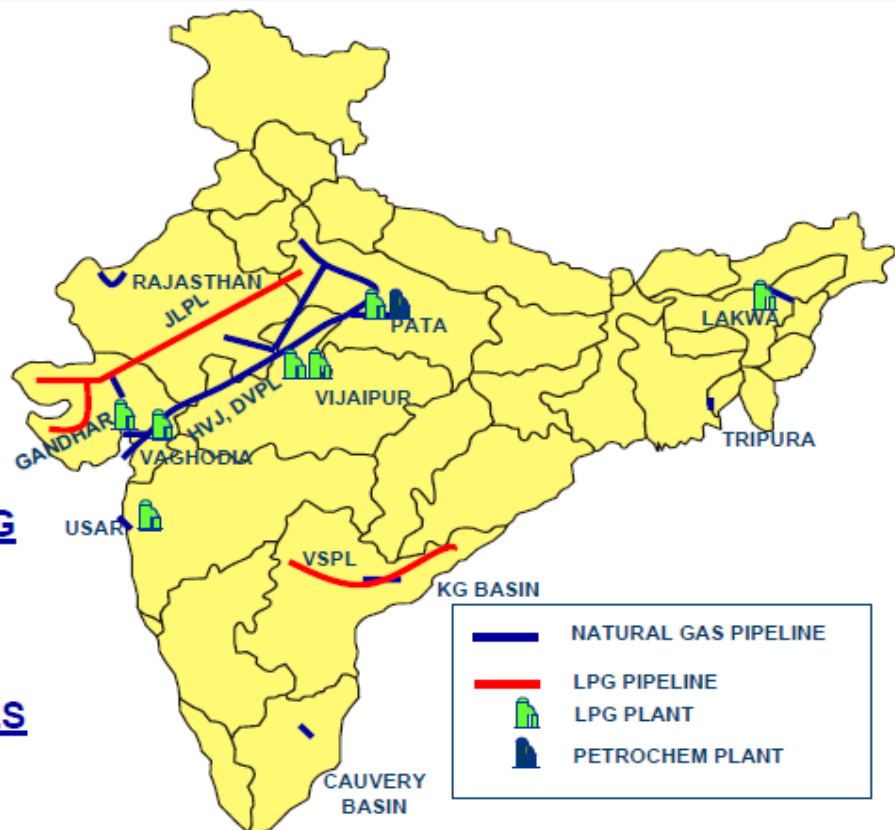 RAJASTHAN
JLPL
PATA
LAKWA
HVJ, DVPL
VIJAIPUR
GANDHAR
VAGHODIA
TRIPURA
G
USAR
VSPL
KG BASIN
NATURAL GAS PIPELINE
LPG PIPELINE
LPG PLANT
PETROCHEM PLANT
S
CAUVERY
BASIN